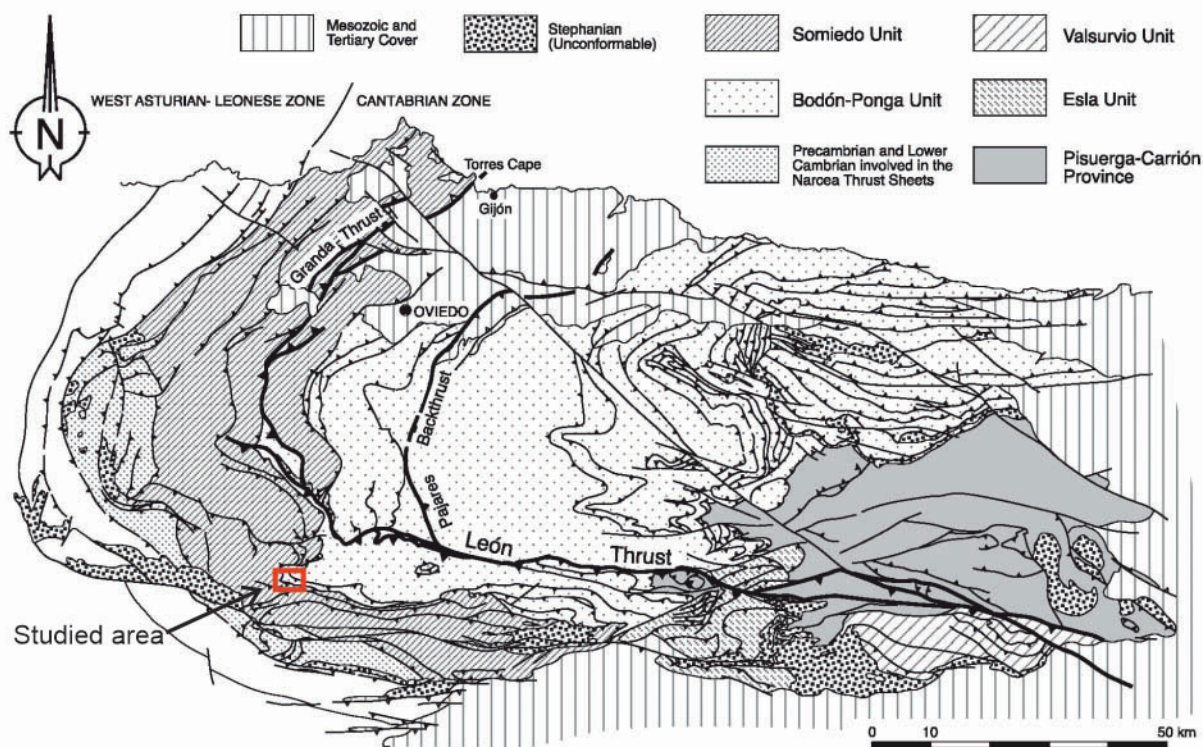 Mesozoic and
Tertiary Cover
Stephanian
(Unconformable)
Somiedo Unit
Valsurvio Unit
Bodón-Ponga Unit
Esla Unit
Precambrian and Lower
Cambrian involved in the
Narcea Thrust Sheets
Pisuerga-Carrión
Province
N
WEST ASTURIAN- LEONESE ZONE
CANTABRIAN ZONE
Torres Cape
Gijón
Granda - Thrust
OVIEDO
Pajares Backthrust
León Thrust
Studied area
0 10 50 km